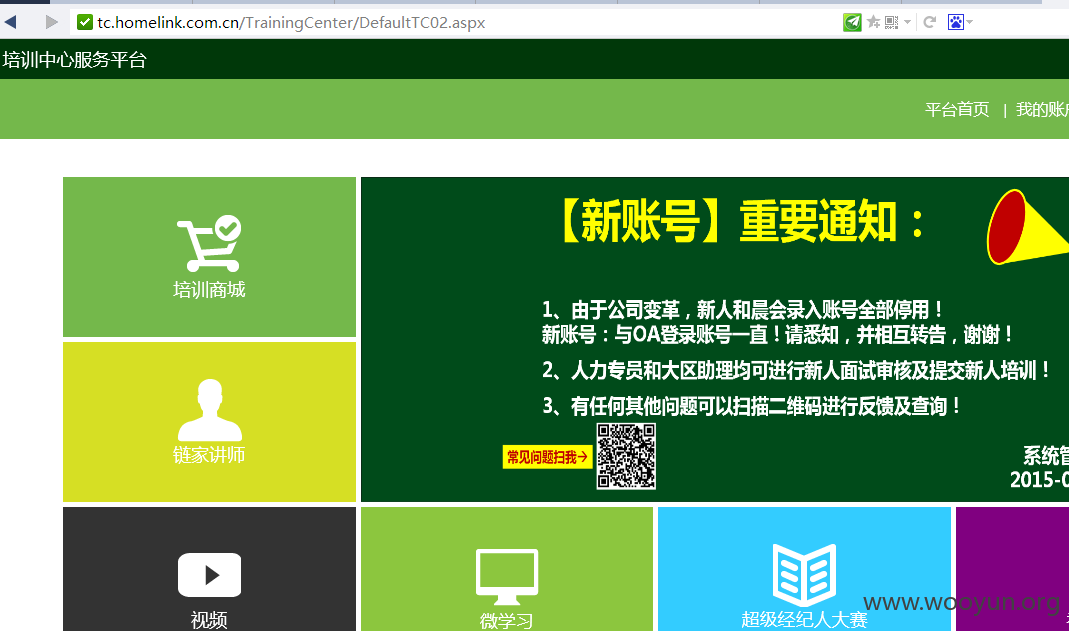 tc.homelink.com.cn/TrainingCenter/DefaultTC02.aspx
培训中心服务平台
平台首页 | 我的账户
培训商城
【新账号】重要通知：
1、由于公司变革，新人和晨会录入账号全部停用！
新账号：与OA登录账号一直！请悉知，并相互转告，谢谢！
2、人力专员和大区助理均可进行新人面试审核及提交新人培训！
3、有任何其他问题可以扫描二维码进行反馈及查询！
常见问题扫我→
系统管
2015-0
链家讲师
视频
微学习
超级经纪人大赛
www.wooyun.org